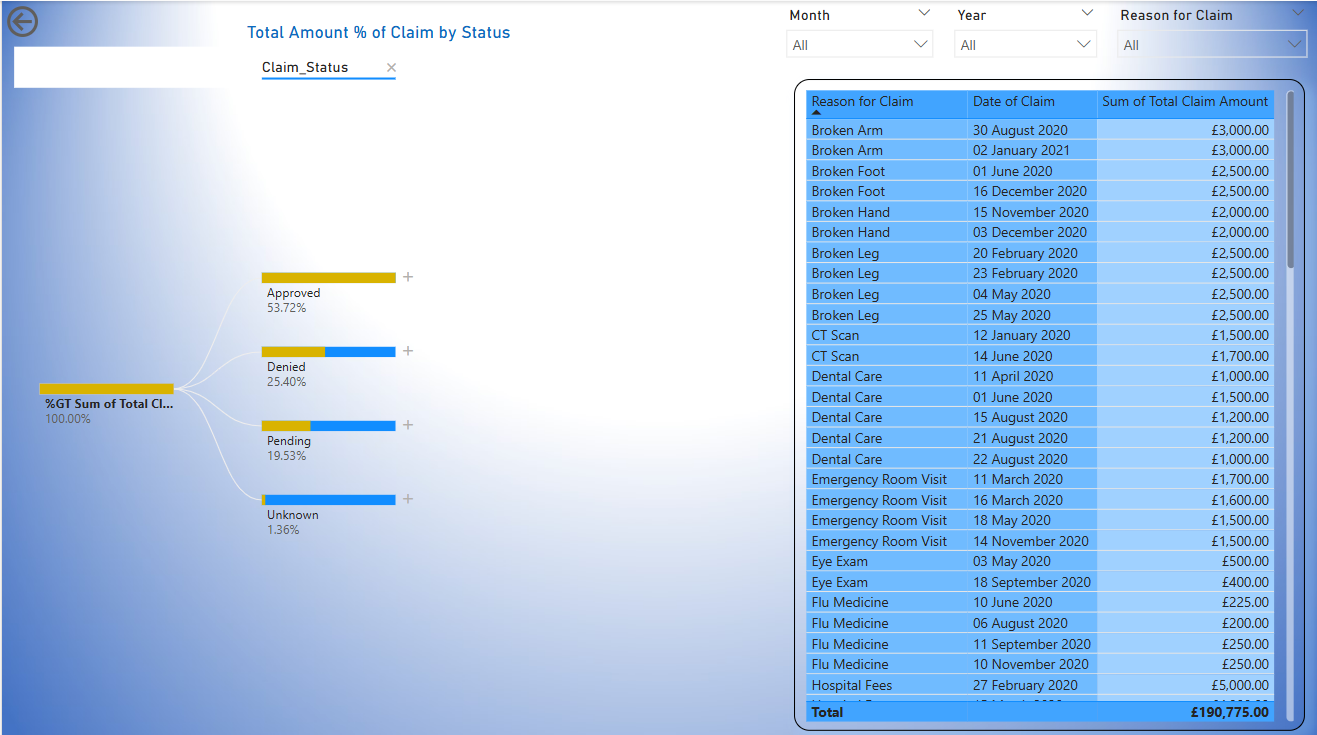 Total Amount % of Claim by Status
Month
Year
Reason for Claim
All
All
All
Claim_Status
Approved
53.72%
Denied
25.40%
%GT Sum of Total Cl...
100.00%
Pending
19.53%
Unknown
1.36%
Reason for Claim Date of Claim Sum of Total Claim Amount
Broken Arm 30 August 2020 £3,000.00
Broken Arm 02 January 2021 £3,000.00
Broken Foot 01 June 2020 £2,500.00
Broken Foot 16 December 2020 £2,500.00
Broken Hand 15 November 2020 £2,000.00
Broken Hand 03 December 2020 £2,000.00
Broken Leg 20 February 2020 £2,500.00
Broken Leg 23 February 2020 £2,500.00
Broken Leg 04 May 2020 £2,500.00
Broken Leg 25 May 2020 £2,500.00
CT Scan 12 January 2020 £1,500.00
CT Scan 14 June 2020 £1,700.00
Dental Care 11 April 2020 £1,000.00
Dental Care 01 June 2020 £1,500.00
Dental Care 15 August 2020 £1,200.00
Dental Care 21 August 2020 £1,200.00
Dental Care 22 August 2020 £1,000.00
Emergency Room Visit 11 March 2020 £1,700.00
Emergency Room Visit 16 March 2020 £1,600.00
Emergency Room Visit 18 May 2020 £1,500.00
Emergency Room Visit 14 November 2020 £1,500.00
Eye Exam 03 May 2020 £500.00
Eye Exam 18 September 2020 £400.00
Flu Medicine 10 June 2020 £225.00
Flu Medicine 06 August 2020 £200.00
Flu Medicine 11 September 2020 £250.00
Flu Medicine 10 November 2020 £250.00
Hospital Fees 27 February 2020 £5,000.00
Total £190,775.00